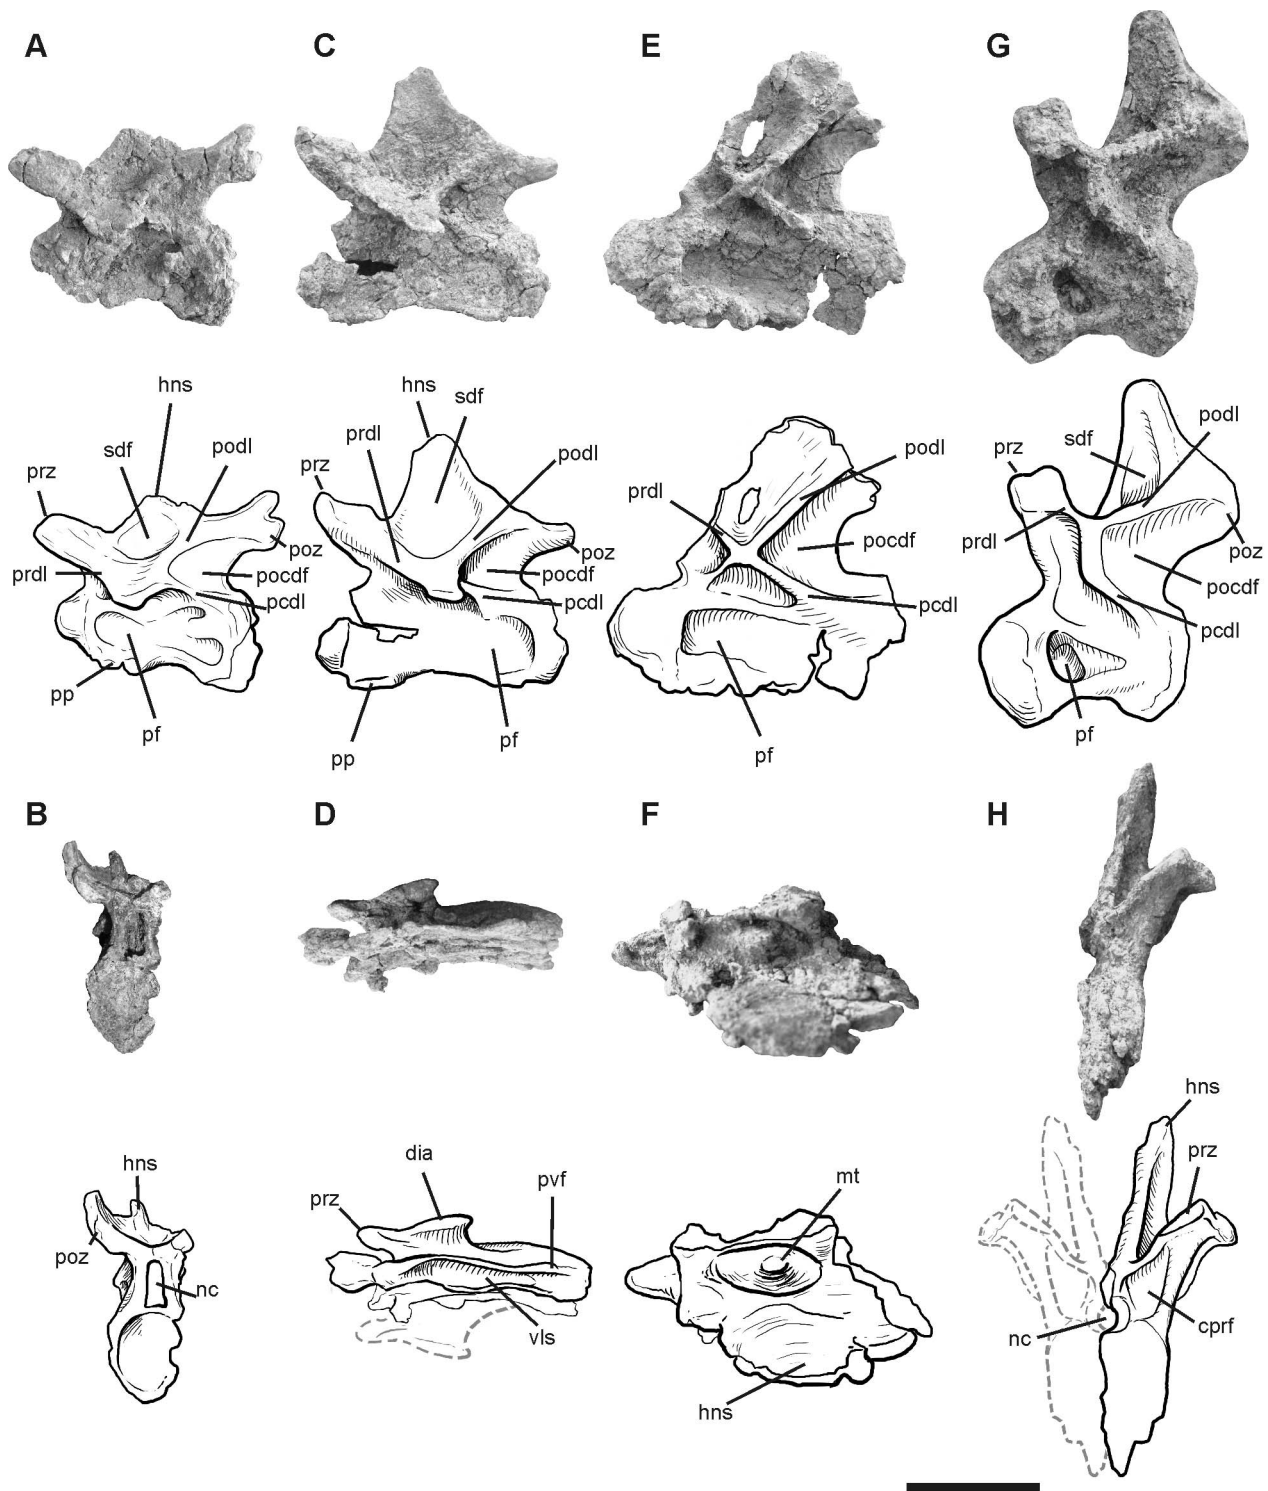 A
C
E
G
hns
sdf
podl
prz
prdl
poz
pocdf
pcdl
pp
pf
hns
sdf
prdl
podl
prz
poz
pocdf
pcdl
pp
pf
podl
prdl
pocdf
pcdl
pf
podl
sdf
prz
prdl
poz
pocdf
pcdl
pf
B
D
F
H
hns
poz
nc
dia
prz
pvf
vls
mt
hns
hns
prz
nc
cprf